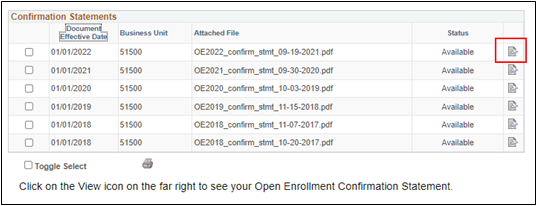 Confirmation Statements
Document Effective Date Business Unit Attached File Status
01/01/2022 51500 OE2022_confirm_stmt_09-19-2021.pdf Available
01/01/2021 51500 OE2021_confirm_stmt_09-30-2020.pdf Available
01/01/2020 51500 OE2020_confirm_stmt_10-03-2019.pdf Available
01/01/2019 51500 OE2019_confirm_stmt_11-15-2018.pdf Available
01/01/2018 51500 OE2018_confirm_stmt_11-07-2017.pdf Available
01/01/2018 51500 OE2018_confirm_stmt_10-20-2017.pdf Available
Toggle Select
Click on the View icon on the far right to see your Open Enrollment Confirmation Statement.